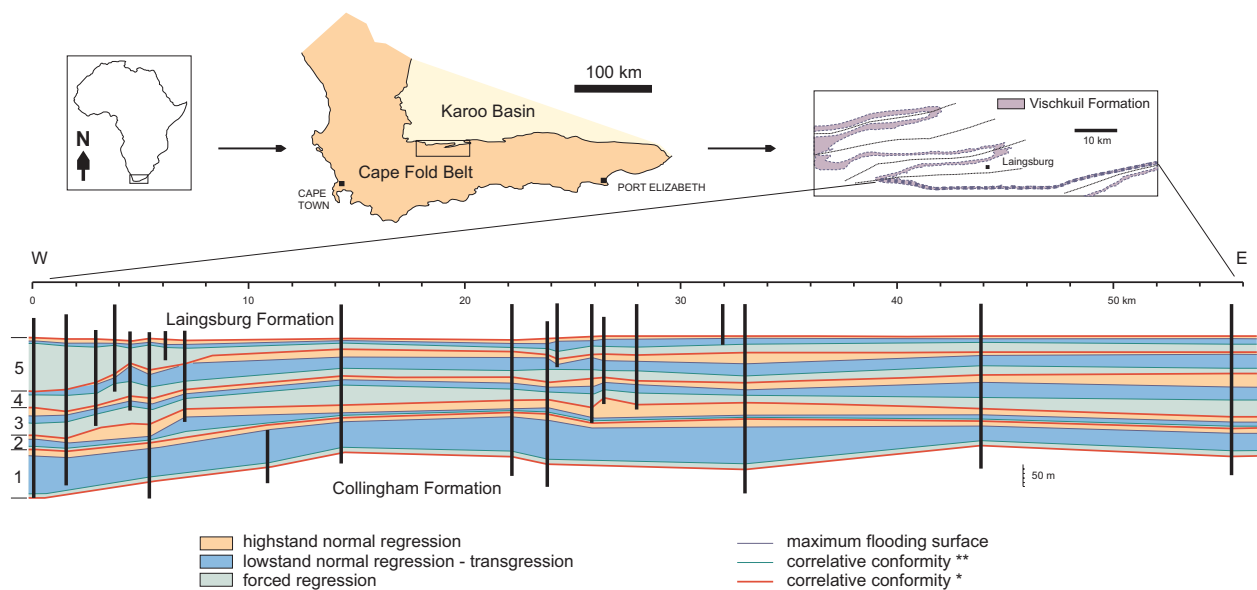 N
100 km
Karoo Basin
Cape Fold Belt
CAPE
TOWN
PORT ELIZABETH
Vischkuil Formation
10 km
Laingsburg
W
E
0
10
20
30
40
50 km
Laingsburg Formation
5
4
3
2
1
Collingham Formation
50 m
highstand normal regression
lowstand normal regression - transgression
forced regression
maximum flooding surface
correlative conformity **
correlative conformity *